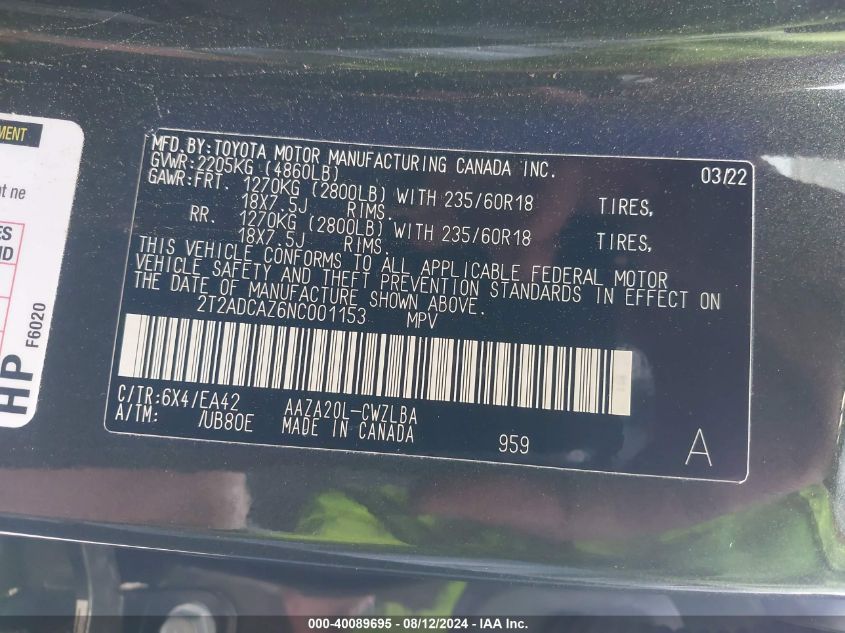 MENT
t ne
ES
ND
HP
F6020
MFD.BY:TOYOTA MOTOR MANUFACTURING CANADA INC.
03/22
GVWR:2205KG (4860LB)
GAWR:FRT. 1270KG (2800LB) WITH 235/60R18 TIRES,
18X7.5J RIMS.
RR. 1270KG (2800LB) WITH 235/60R18 TIRES,
18X7.5J RIMS.
THIS VEHICLE CONFORMS TO ALL APPLICABLE FEDERAL MOTOR
VEHICLE SAFETY AND THEFT PREVENTION STANDARDS IN EFFECT ON
THE DATE OF MANUFACTURE SHOWN ABOVE.
2T2ADCAZ6NC001153 MPV
C/TR:6X4/EA42 AAZA20L-CWZLBA
A/TM: /UB80E MADE IN CANADA 959 A
000-40089695 - 08/12/2024 - IAA Inc.